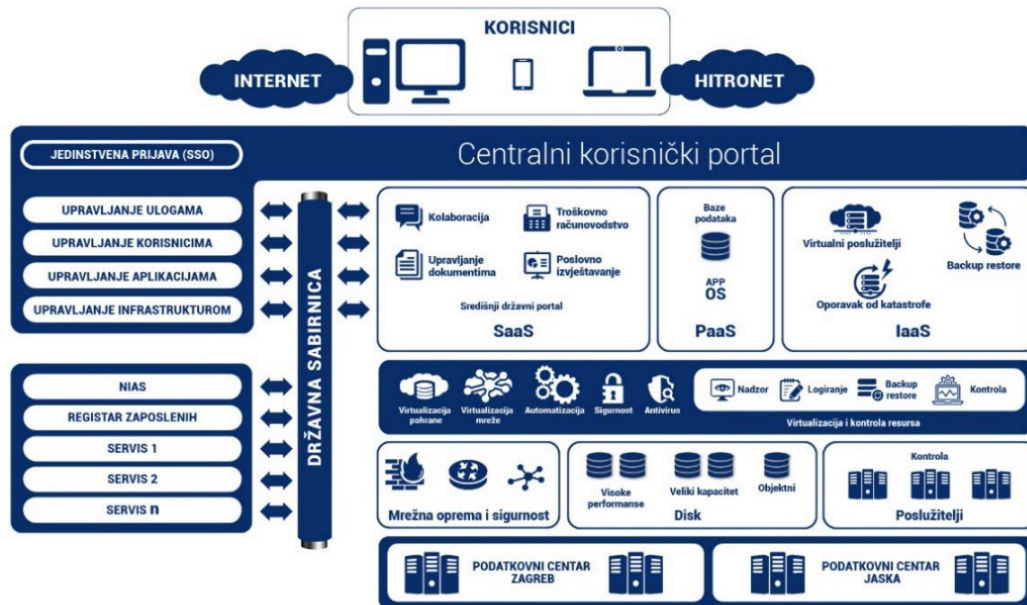 KORISNICI
INTERNET
HITRONET
JEDINSTVENA PRIJAVA (SSO)
Centralni korisnički portal
UPRAVLJANJE ULOGAMA
UPRAVLJANJE KORISNICIMA
UPRAVLJANJE APLIKACIJAMA
UPRAVLJANJE INFRASTRUKTUROM
NIAS
REGISTAR ZAPOSLENIH
SERVIS 1
SERVIS 2
SERVIS n
DRŽAVNA SABIRNICA
Kolaboracija
Troškovno
računovodstvo
Upravljanje
dokumentima
Poslovno
izvještavanje
Središnji državni portal
SaaS
Baze
podataka
APP
OS
PaaS
Virtualni poslužitelji
Backup restore
Oporavak od katastrofe
IaaS
Virtualizacija
pohrane
Virtualizacija
mreže
Automatizacija
Sigurnost
Antivirus
Nadzor
Logiranje
Backup
restore
Kontrola
Virtualizacija i kontrola resursa
Mrežna oprema i sigurnost
Visoke
performanse
Veliki kapacitet
Objektni
Disk
Kontrola
Poslužitelji
PODATKOVNI CENTAR
ZAGREB
PODATKOVNI CENTAR
JASKA